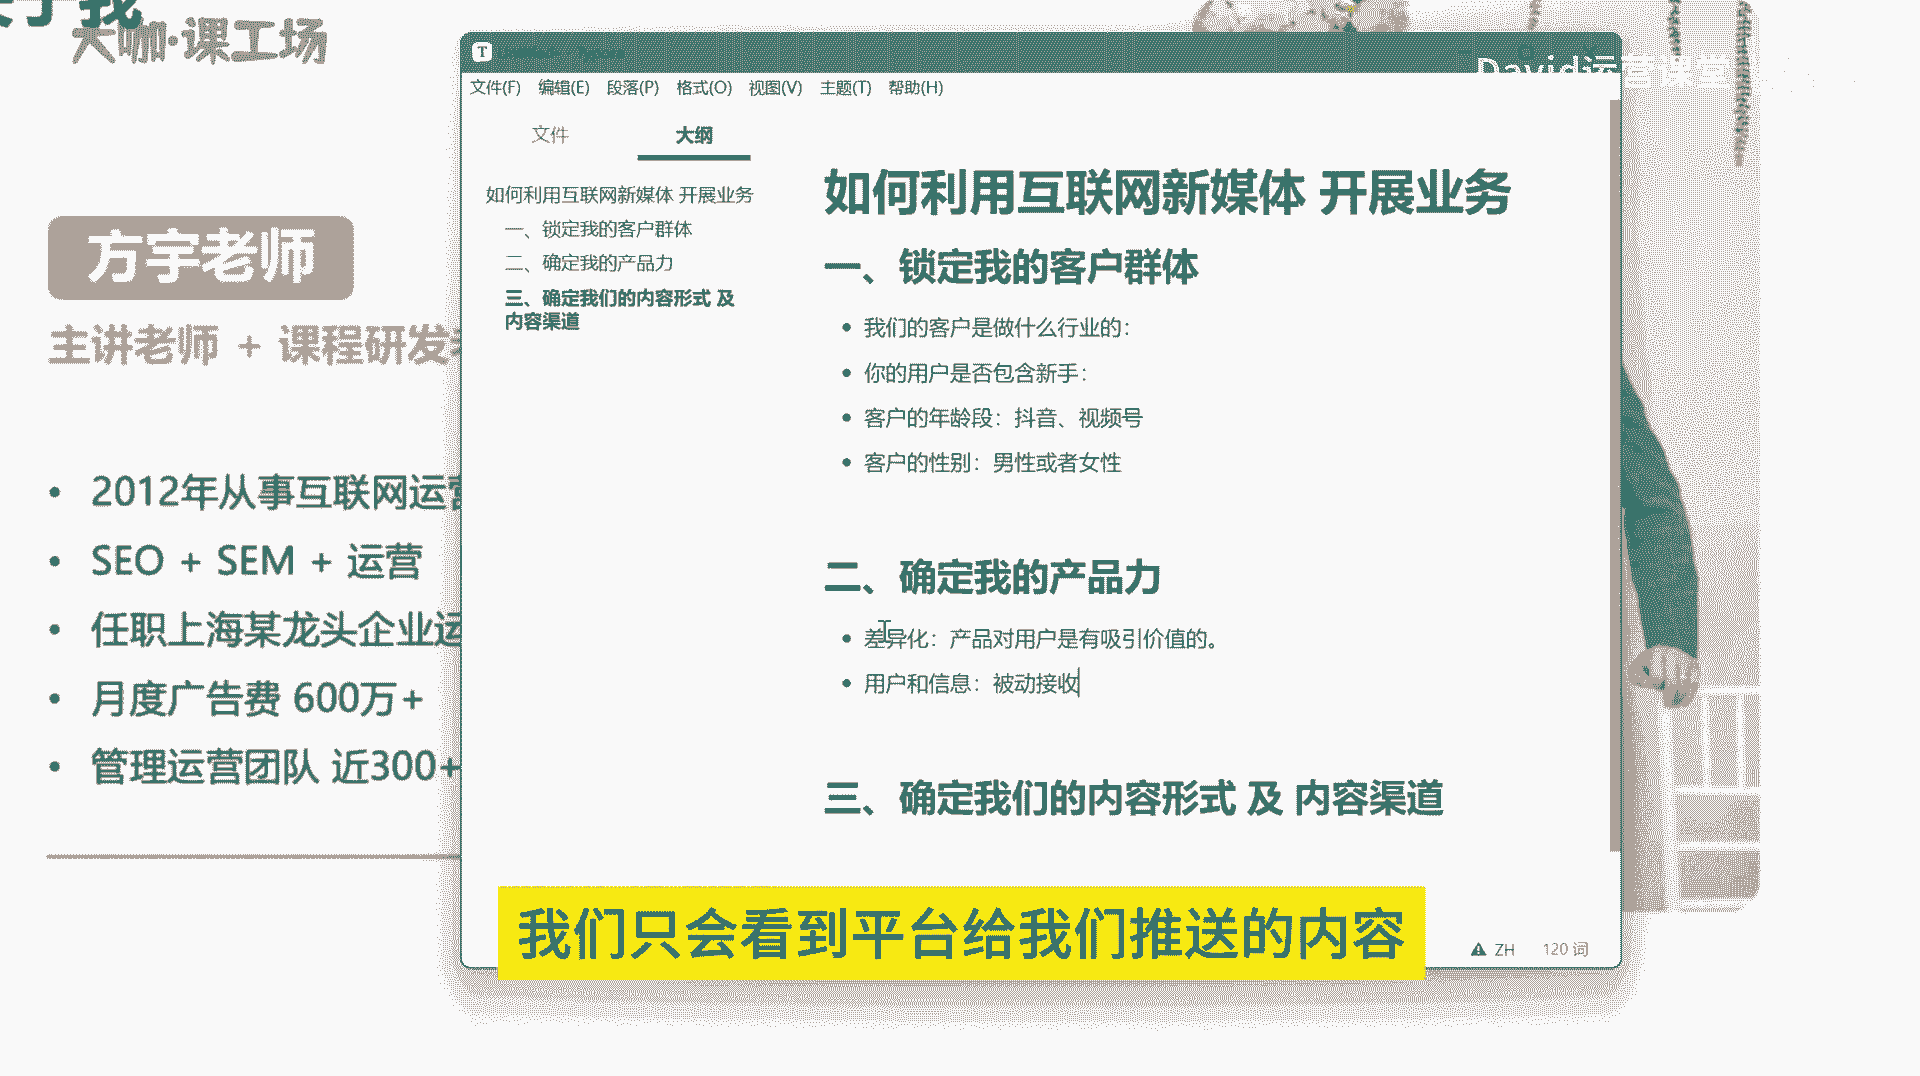 大咖·课工场
方宇老师
主讲老师 + 课程研发
• 2012年从事互联网运营
• SEO + SEM + 运营
• 任职上海某龙头企业运
• 月度广告费 600万+
• 管理运营团队 近300+
文件(F) 编辑(E) 段落(P) 格式(O) 视图(V) 主题(T) 帮助(H)
文件 大纲
如何利用互联网新媒体 开展业务
一、锁定我的客户群体
二、确定我的产品力
三、确定我们的内容形式 及
内容渠道
如何利用互联网新媒体 开展业务
一、锁定我的客户群体
• 我们的客户是做什么行业的：
• 你的用户是否包含新手：
• 客户的年龄段：抖音、视频号
• 客户的性别：男性或者女性
二、确定我的产品力
• 差异化：产品对用户是有吸引价值的。
• 用户和信息：被动接收
三、确定我们的内容形式 及 内容渠道
ZH 120 词
David运营课堂
我们只会看到平台给我们推送的内容